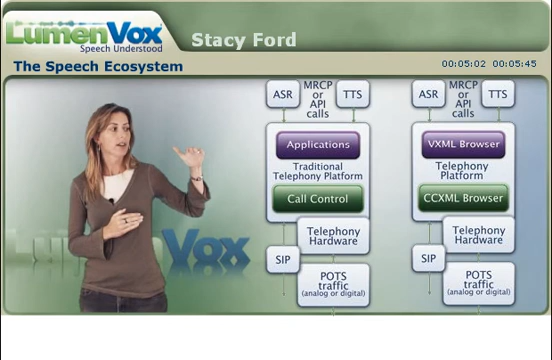 LumenVox
Speech Understood
Stacy Ford
The Speech Ecosystem
00:05:02 00:05:45
ASR
MRCP
or
API
calls
TTS
Applications
Traditional
Telephony Platform
Call Control
Telephony
Hardware
SIP
POTS
traffic
(analog or digital)
ASR
MRCP
or
API
calls
TTS
VXML Browser
Telephony
Platform
CCXML Browser
Telephony
Hardware
SIP
POTS
traffic
(analog or digital)
LumenVox